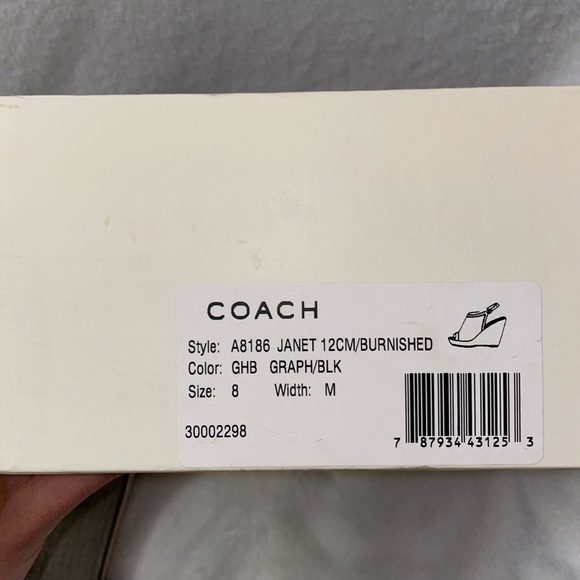 COACH
Style: A8186 JANET 12CM/BURNISHED
Color: GHB GRAPH/BLK
Size: 8 Width: M
30002298
7 87934 43125 3